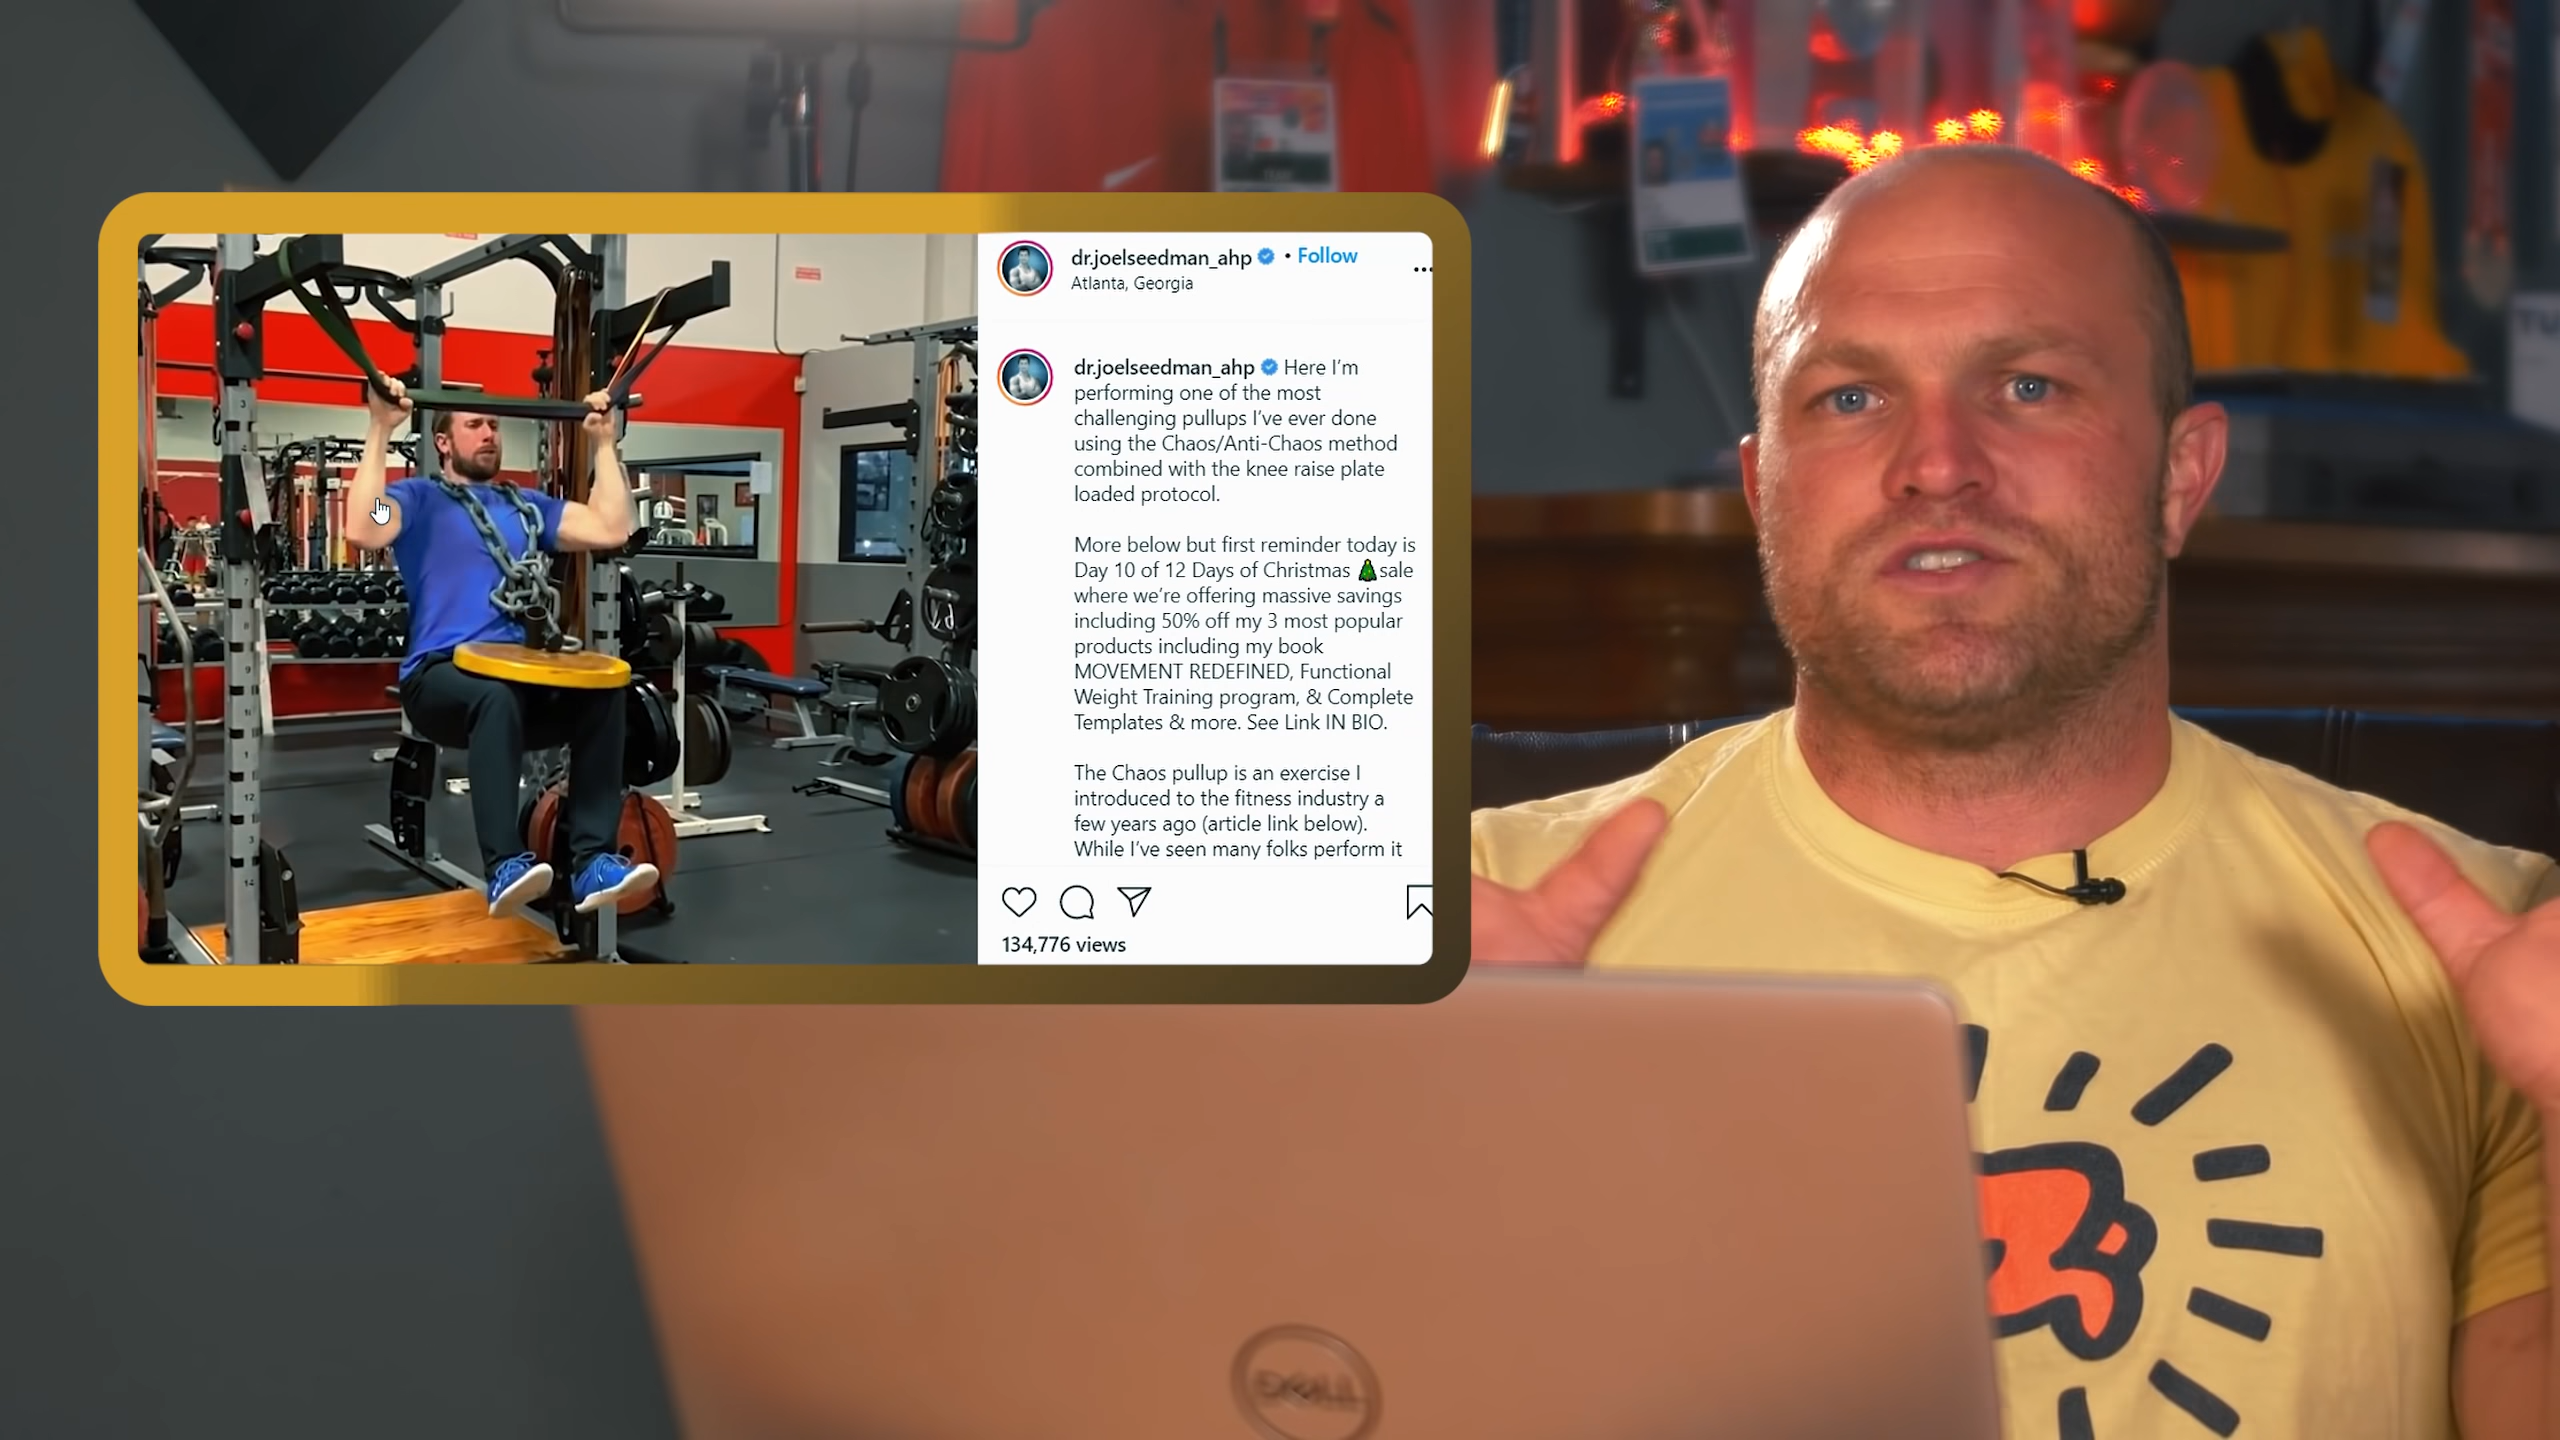 dr.joelseedman_ahp • Follow
Atlanta, Georgia
dr.joelseedman_ahp Here I'm
performing one of the most
challenging pullups I've ever done
using the Chaos/Anti-Chaos method
combined with the knee raise plate
loaded protocol.
More below but first reminder today is
Day 10 of 12 Days of Christmas 🎄sale
where we're offering massive savings
including 50% off my 3 most popular
products including my book
MOVEMENT REDEFINED, Functional
Weight Training program, & Complete
Templates & more. See Link IN BIO.
The Chaos pullup is an exercise I
introduced to the fitness industry a
few years ago (article link below).
While I've seen many folks perform it
134,776 views
DELL